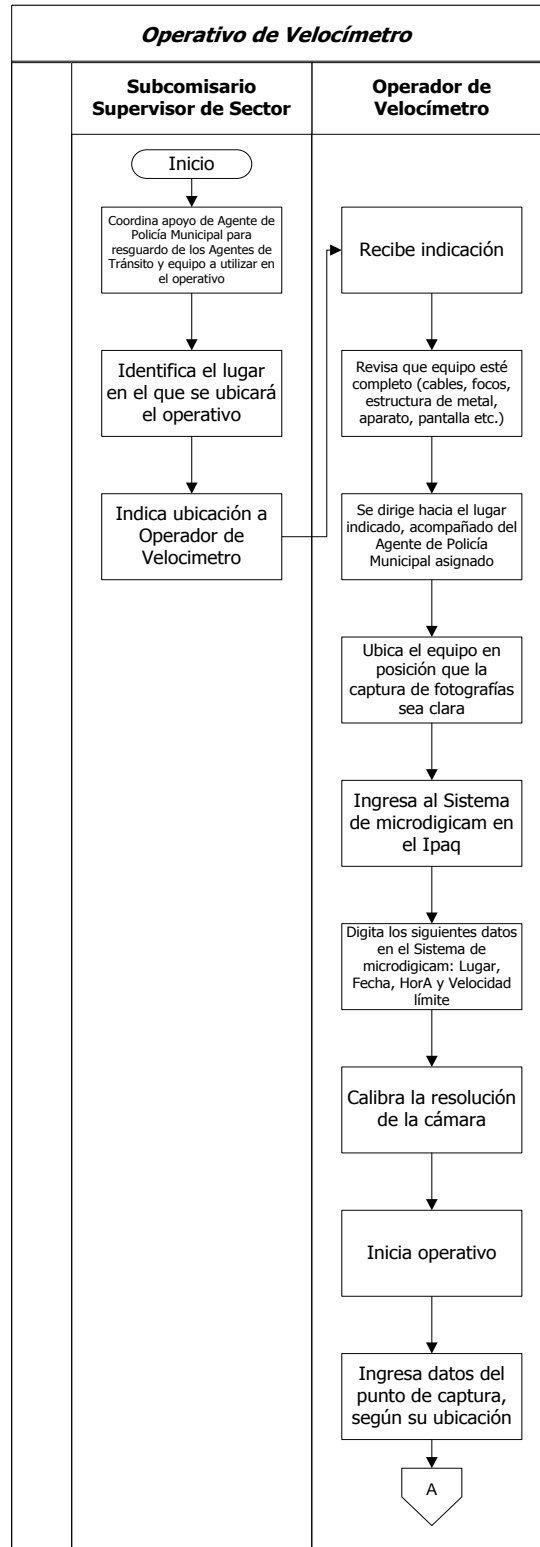 Operativo de Velocímetro
Subcomisario
Supervisor de Sector
Operador de
Velocímetro
Inicio
Coordina apoyo de Agente de
Policía Municipal para
resguardo de los Agentes de
Tránsito y equipo a utilizar en
el operativo
Identifica el lugar
en el que se ubicará
el operativo
Indica ubicación a
Operador de
Velocimetro
Recibe indicación
Revisa que equipo esté
completo (cables, focos,
estructura de metal,
aparato, pantalla etc.)
Se dirige hacia el lugar
indicado, acompañado del
Agente de Policía
Municipal asignado
Ubica el equipo en
posición que la
captura de fotografías
sea clara
Ingresa al Sistema
de microdigicam en
el Ipaq
Digita los siguientes datos
en el Sistema de
microdigicam: Lugar,
Fecha, HorA y Velocidad
límite
Calibra la resolución
de la cámara
Inicia operativo
Ingresa datos del
punto de captura,
según su ubicación
A